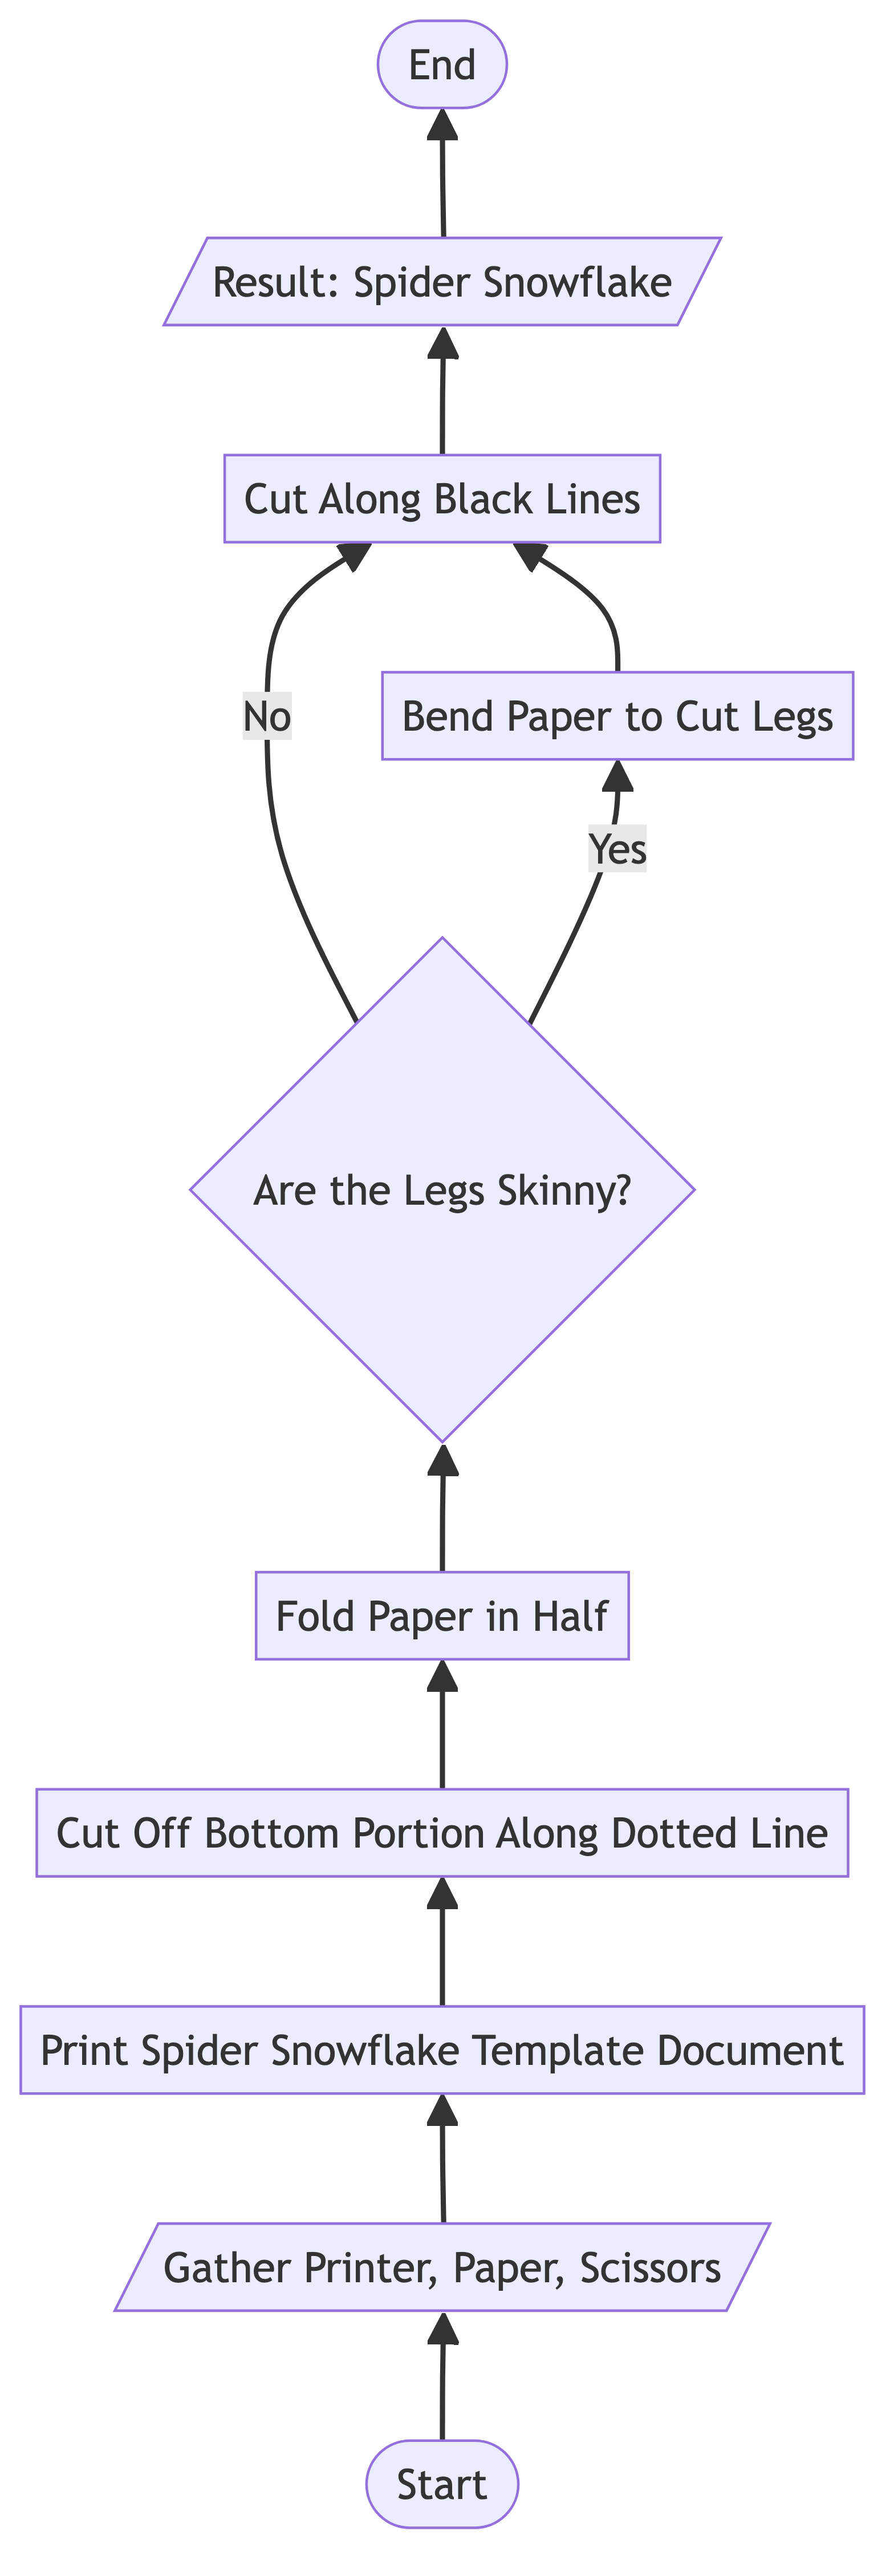 End
Result: Spider Snowflake
Cut Along Black Lines
No
Bend Paper to Cut Legs
Yes
Are the Legs Skinny?
Fold Paper in Half
Cut Off Bottom Portion Along Dotted Line
Print Spider Snowflake Template Document
Gather Printer, Paper, Scissors
Start